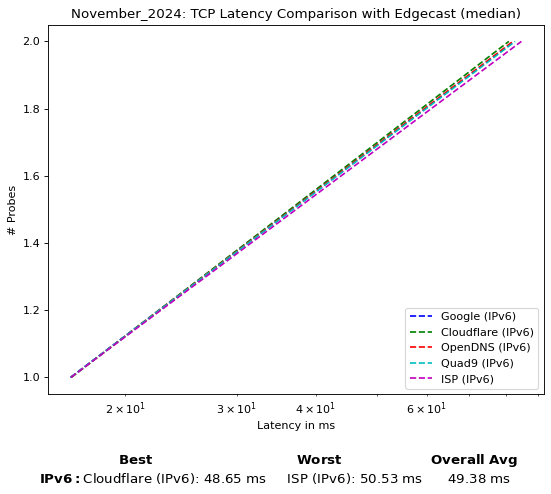 November_2024: TCP Latency Comparison with Edgecast (median)
2.0
1.8
1.6
1.4
1.2
1.0
# Probes
Google (IPv6)
Cloudflare (IPv6)
OpenDNS (IPv6)
Quad9 (IPv6)
ISP (IPv6)
2 × 10¹ 3 × 10¹ 4 × 10¹ 6 × 10¹
Latency in ms
Best Worst Overall Avg
IPv6: Cloudflare (IPv6): 48.65 ms ISP (IPv6): 50.53 ms 49.38 ms